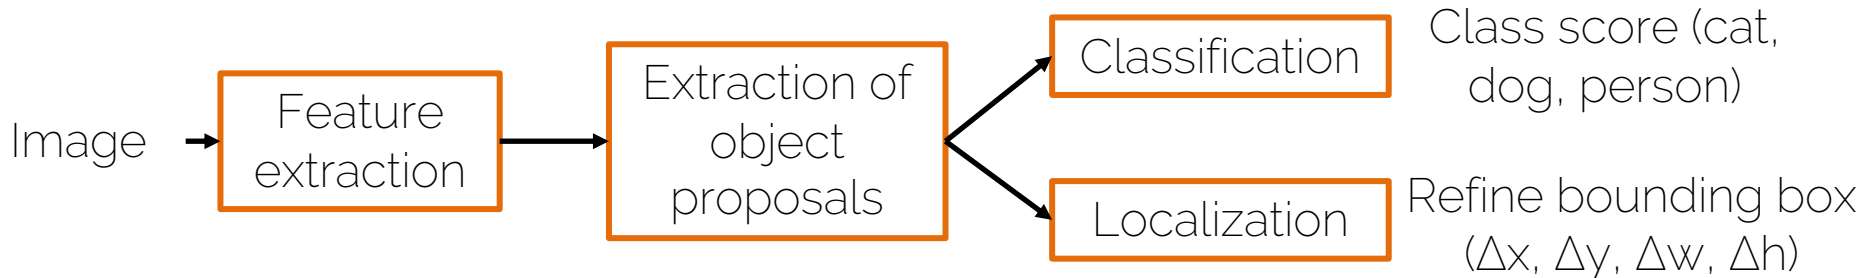 Image
Feature
extraction
Extraction of
object
proposals
Classification
Class score (cat,
dog, person)
Localization
Refine bounding box
(Δx, Δy, Δw, Δh)